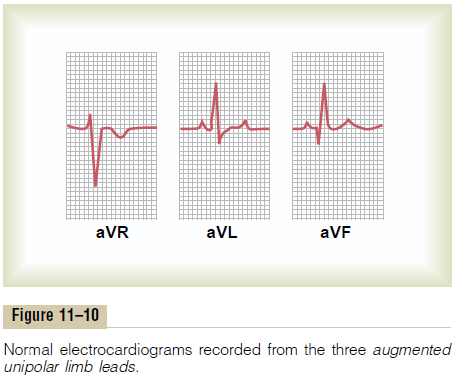 aVR aVL aVF
Figure 11–10
Normal electrocardiograms recorded from the three augmented
unipolar limb leads.